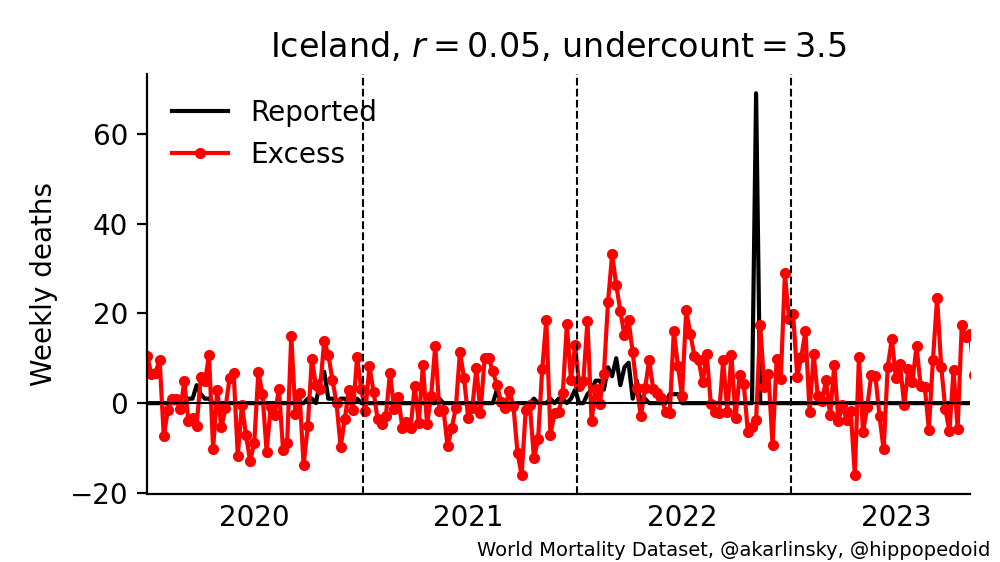 Iceland, r = 0.05, undercount = 3.5
Reported
Excess
Weekly deaths
60
40
20
0
−20
2020 2021 2022 2023
World Mortality Dataset, @akarlinsky, @hippopedoid